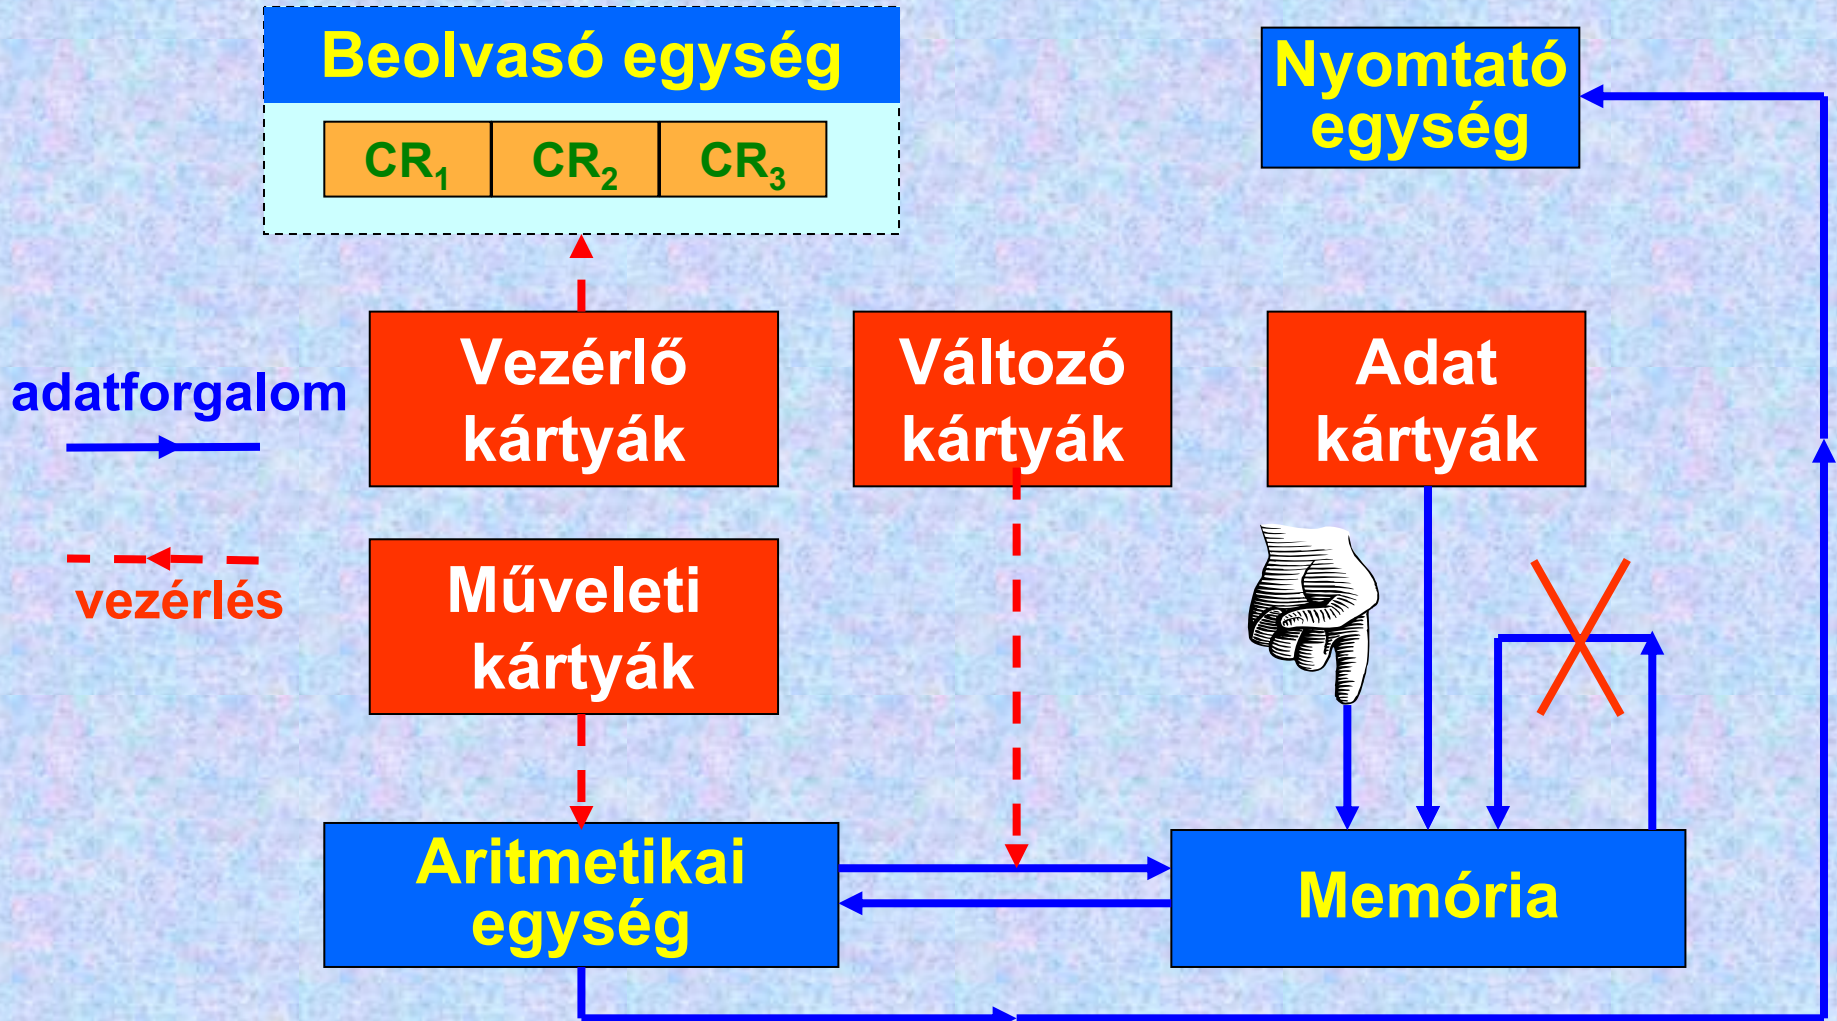 Beolvasó egység
CR₁ CR₂ CR₃
Nyomtató
egység
adatforgalom
vezérlés
Vezérlő
kártyák
Változó
kártyák
Adat
kártyák
Műveleti
kártyák
Aritmetikai
egység
Memória